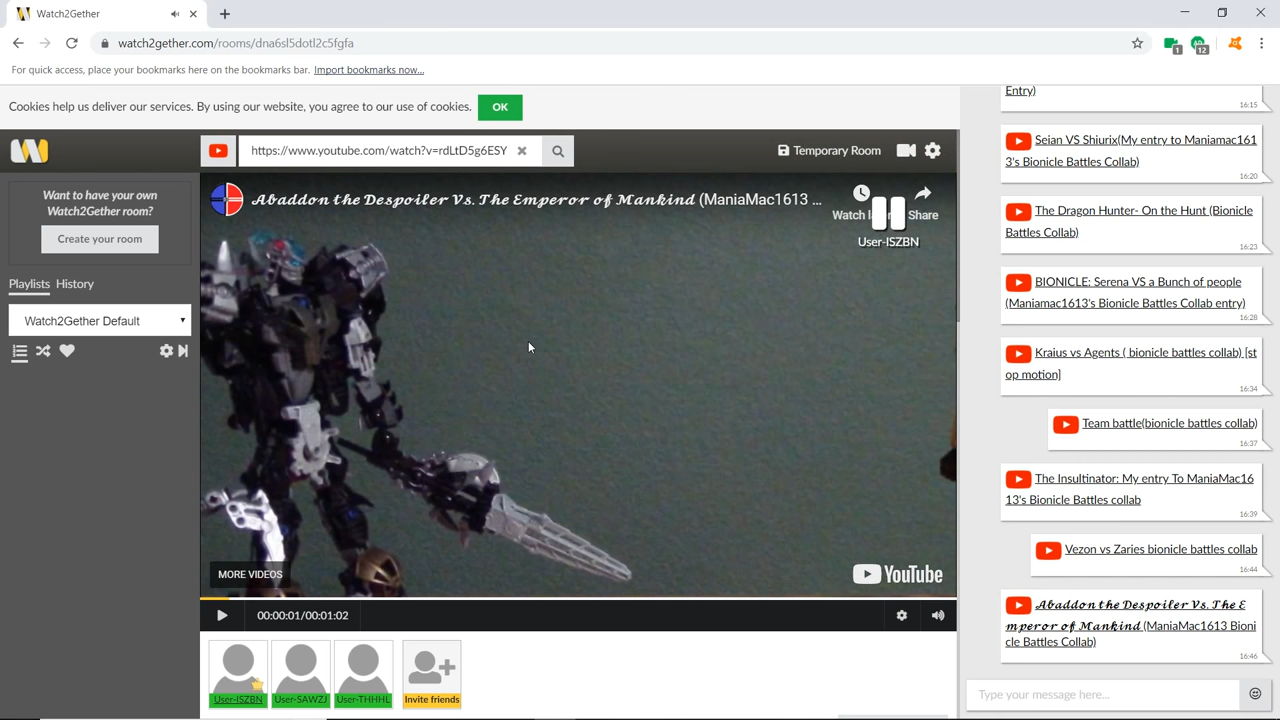 Watch2Gether
watch2gether.com/rooms/dna6sl5dotl2c5fgfa
1
12
For quick access, place your bookmarks here on the bookmarks bar. Import bookmarks now...
Cookies help us deliver our services. By using our website, you agree to our use of cookies. OK
https://www.youtube.com/watch?v=rdLtD5g6ESY
Temporary Room
Want to have your own
Watch2Gether room?
Create your room
Playlists History
Watch2Gether Default
𝓐𝓫𝓪𝓭𝓭𝓸𝓷 𝓽𝓱𝓮 𝓓𝓮𝓼𝓹𝓸𝓲𝓵𝓮𝓻 𝓥𝓼. 𝓣𝓱𝓮 𝓔𝓶𝓹𝓮𝓻𝓸𝓻 𝓸𝓯 𝓜𝓪𝓷𝓴𝓲𝓷𝓭 (ManiaMac1613 ...
Share
User-ISZBN
MORE VIDEOS
YouTube
00:00:01/00:01:02
User-ISZBN
User-SAWZJ
User-THHHL
Invite friends
Entry)
16:15
Seian VS Shiurix(My entry to Maniamac161
3's Bionicle Battles Collab)
16:20
The Dragon Hunter- On the Hunt (Bionicle
Battles Collab)
16:23
BIONICLE: Serena VS a Bunch of people
(Maniamac1613's Bionicle Battles Collab entry)
16:28
Kraius vs Agents ( bionicle battles collab) [st
op motion]
16:34
Team battle(bionicle battles collab)
16:37
The Insultinator: My entry To ManiaMac16
13's Bionicle Battles collab
16:39
Vezon vs Zaries bionicle battles collab
16:44
𝓐𝓫𝓪𝓭𝓭𝓸𝓷 𝓽𝓱𝓮 𝓓𝓮𝓼𝓹𝓸𝓲𝓵𝓮𝓻 𝓥𝓼. 𝓣𝓱𝓮 𝓔
𝓶𝓹𝓮𝓻𝓸𝓻 𝓸𝓯 𝓜𝓪𝓷𝓴𝓲𝓷𝓭 (ManiaMac1613 Bioni
cle Battles Collab)
16:46
Type your message here...